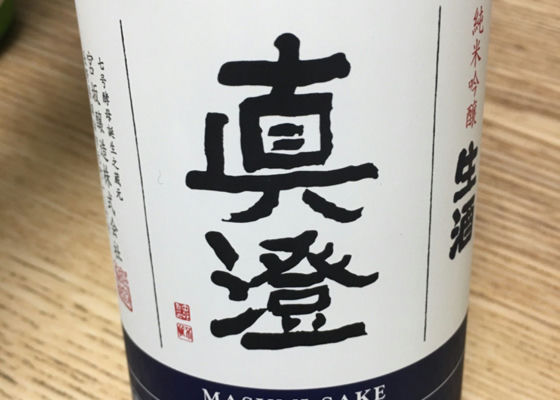 純米吟醸
生酒
真澄
七号酵母誕生之蔵元
宮坂醸造株式会社
MASUMI SAKE